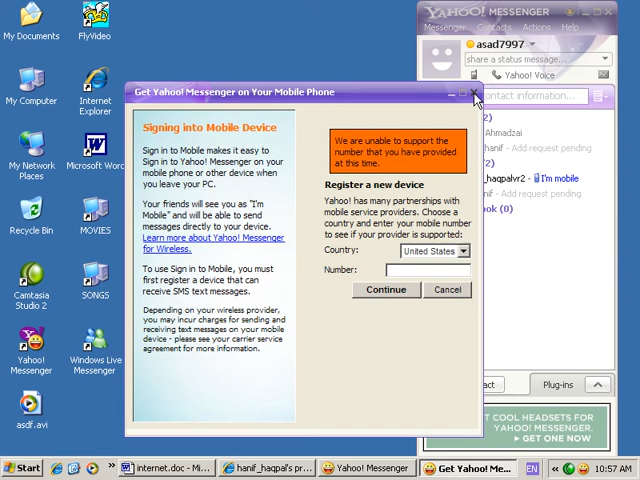 My Documents
FlyVideo
My Computer
Internet
Explorer
My Network
Places
Microsoft Word
Recycle Bin
MOVIES
Camtasia
Studio 2
SONGS
Yahoo!
Messenger
Windows Live
Messenger
asdf.avi
YAHOO! MESSENGER
Messenger Contacts Actions Help
asad7997
share a status message...
Yahoo! Voice
contact information...
Ahmadzai
hanif - Add request pending
_haqpalvr2 - I'm mobile
hanif - Add request pending
ook (0)
Plug-ins
T COOL HEADSETS FOR
YAHOO! MESSENGER.
GET ONE NOW
Get Yahoo! Messenger on Your Mobile Phone
Signing into Mobile Device
Sign in to Mobile makes it easy to
Sign in to Yahoo! Messenger on your
mobile phone or other device when
you leave your PC.
Your friends will see you as "I'm
Mobile" and will be able to send
messages directly to your device.
Learn more about Yahoo! Messenger
for Wireless.
To use Sign in to Mobile, you must
first register a device that can
receive SMS text messages.
Depending on your wireless provider,
you may incur charges for sending and
receiving text messages on your mobile
device - please see your carrier service
agreement for more information.
We are unable to support the
number that you have provided
at this time.
Register a new device
Yahoo! has many partnerships with
mobile service providers. Choose a
country and enter your mobile number
to see if your provider is supported:
Country: United States
Number:
Continue Cancel
Start
internet.doc - Mi...
hanif_haqpal's pr...
Yahoo! Messenger
Get Yahoo! Me...
EN
10:57 AM